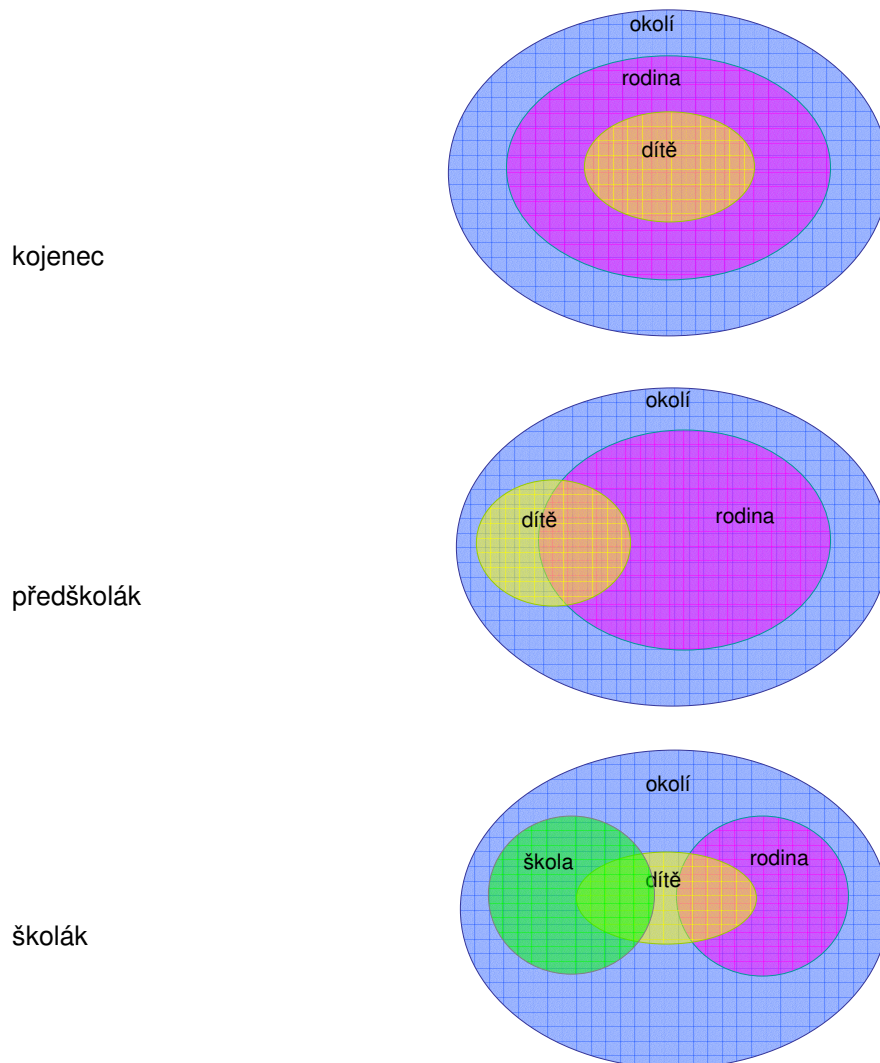 okolí
rodina
dítě
kojenec
okolí
dítě
rodina
předškolák
okolí
škola
dítě
rodina
školák